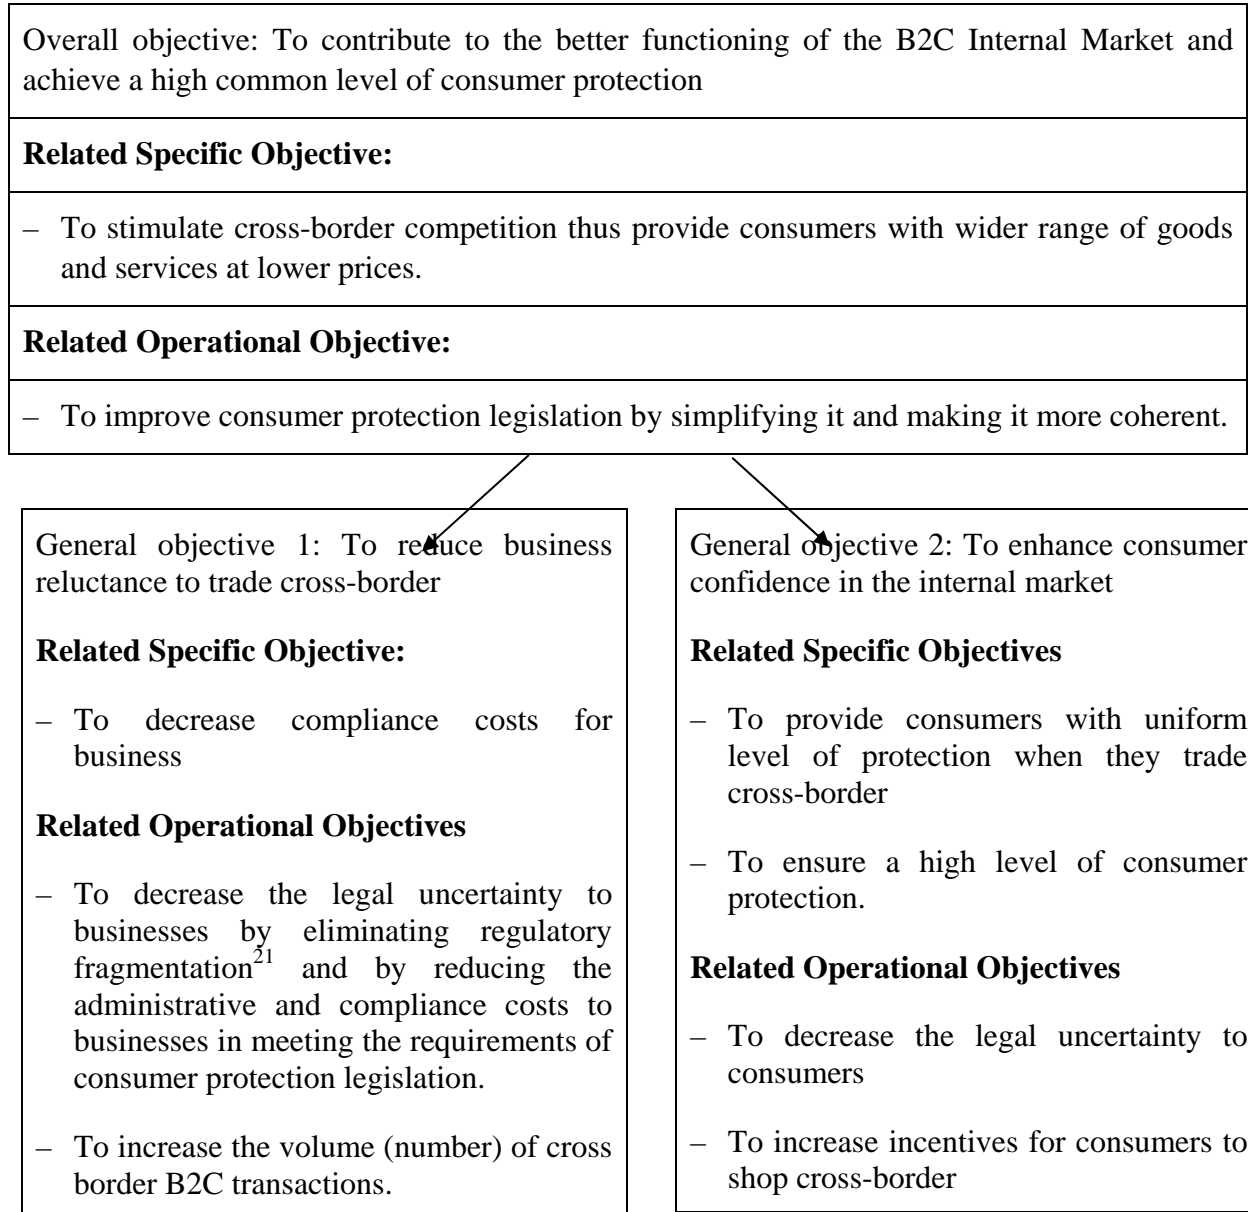 Overall objective: To contribute to the better functioning of the B2C Internal Market and
achieve a high common level of consumer protection
Related Specific Objective:
– To stimulate cross-border competition thus provide consumers with wider range of goods
and services at lower prices.
Related Operational Objective:
– To improve consumer protection legislation by simplifying it and making it more coherent.
General objective 1: To reduce business
reluctance to trade cross-border
Related Specific Objective:
– To decrease compliance costs for
business
Related Operational Objectives
– To decrease the legal uncertainty to
businesses by eliminating regulatory
fragmentation21 and by reducing the
administrative and compliance costs to
businesses in meeting the requirements of
consumer protection legislation.
– To increase the volume (number) of cross
border B2C transactions.
General objective 2: To enhance consumer
confidence in the internal market
Related Specific Objectives
– To provide consumers with uniform
level of protection when they trade
cross-border
– To ensure a high level of consumer
protection.
Related Operational Objectives
– To decrease the legal uncertainty to
consumers
– To increase incentives for consumers to
shop cross-border